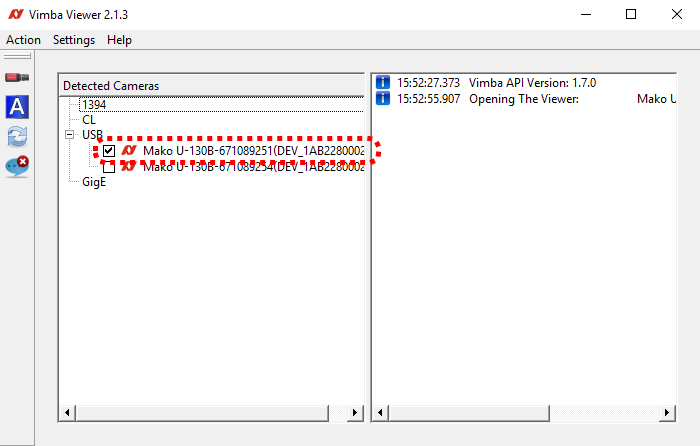 Vimba Viewer 2.1.3
Action Settings Help
Detected Cameras
1394
CL
USB
Mako U-130B-671089251(DEV_1AB2280002
Mako U-130B-671089254(DEV_1AB2280002
GigE
15:52:27.373 Vimba API Version: 1.7.0
15:52:55.907 Opening The Viewer: Mako U
A